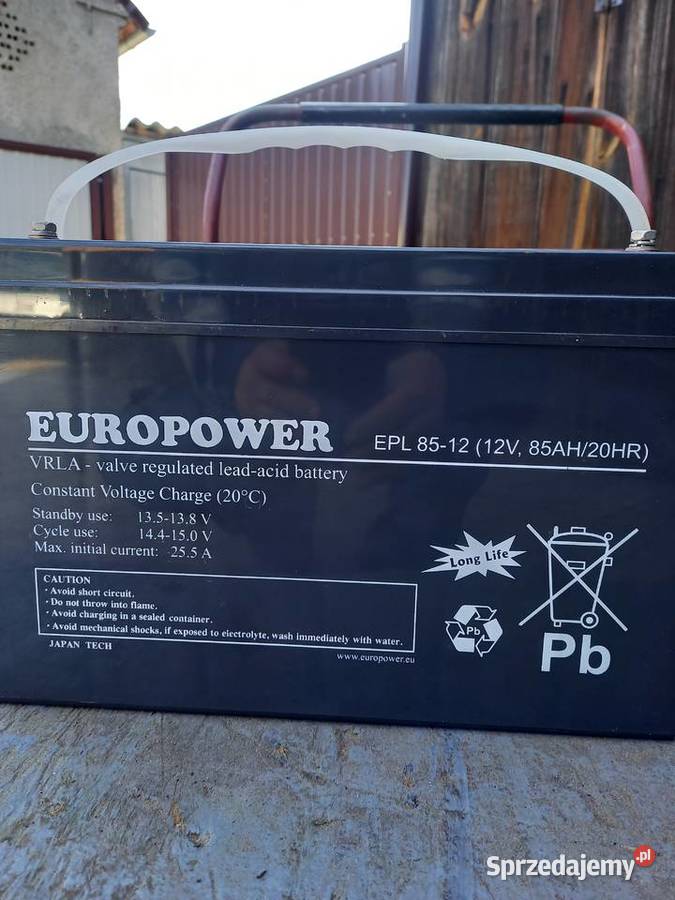 EUROPOWER
EPL 85-12 (12V, 85AH/20HR)
VRLA - valve regulated lead-acid battery
Constant Voltage Charge (20°C)
Standby use: 13.5-13.8 V
Cycle use: 14.4-15.0 V
Max. initial current: 25.5 A
CAUTION
· Avoid short circuit.
· Do not throw into flame.
· Avoid charging in a sealed container.
· Avoid mechanical shocks, if exposed to electrolyte, wash immediately with water.
JAPAN TECH
www.europower.eu
Long Life
Pb
Pb
Sprzedajemy.pl